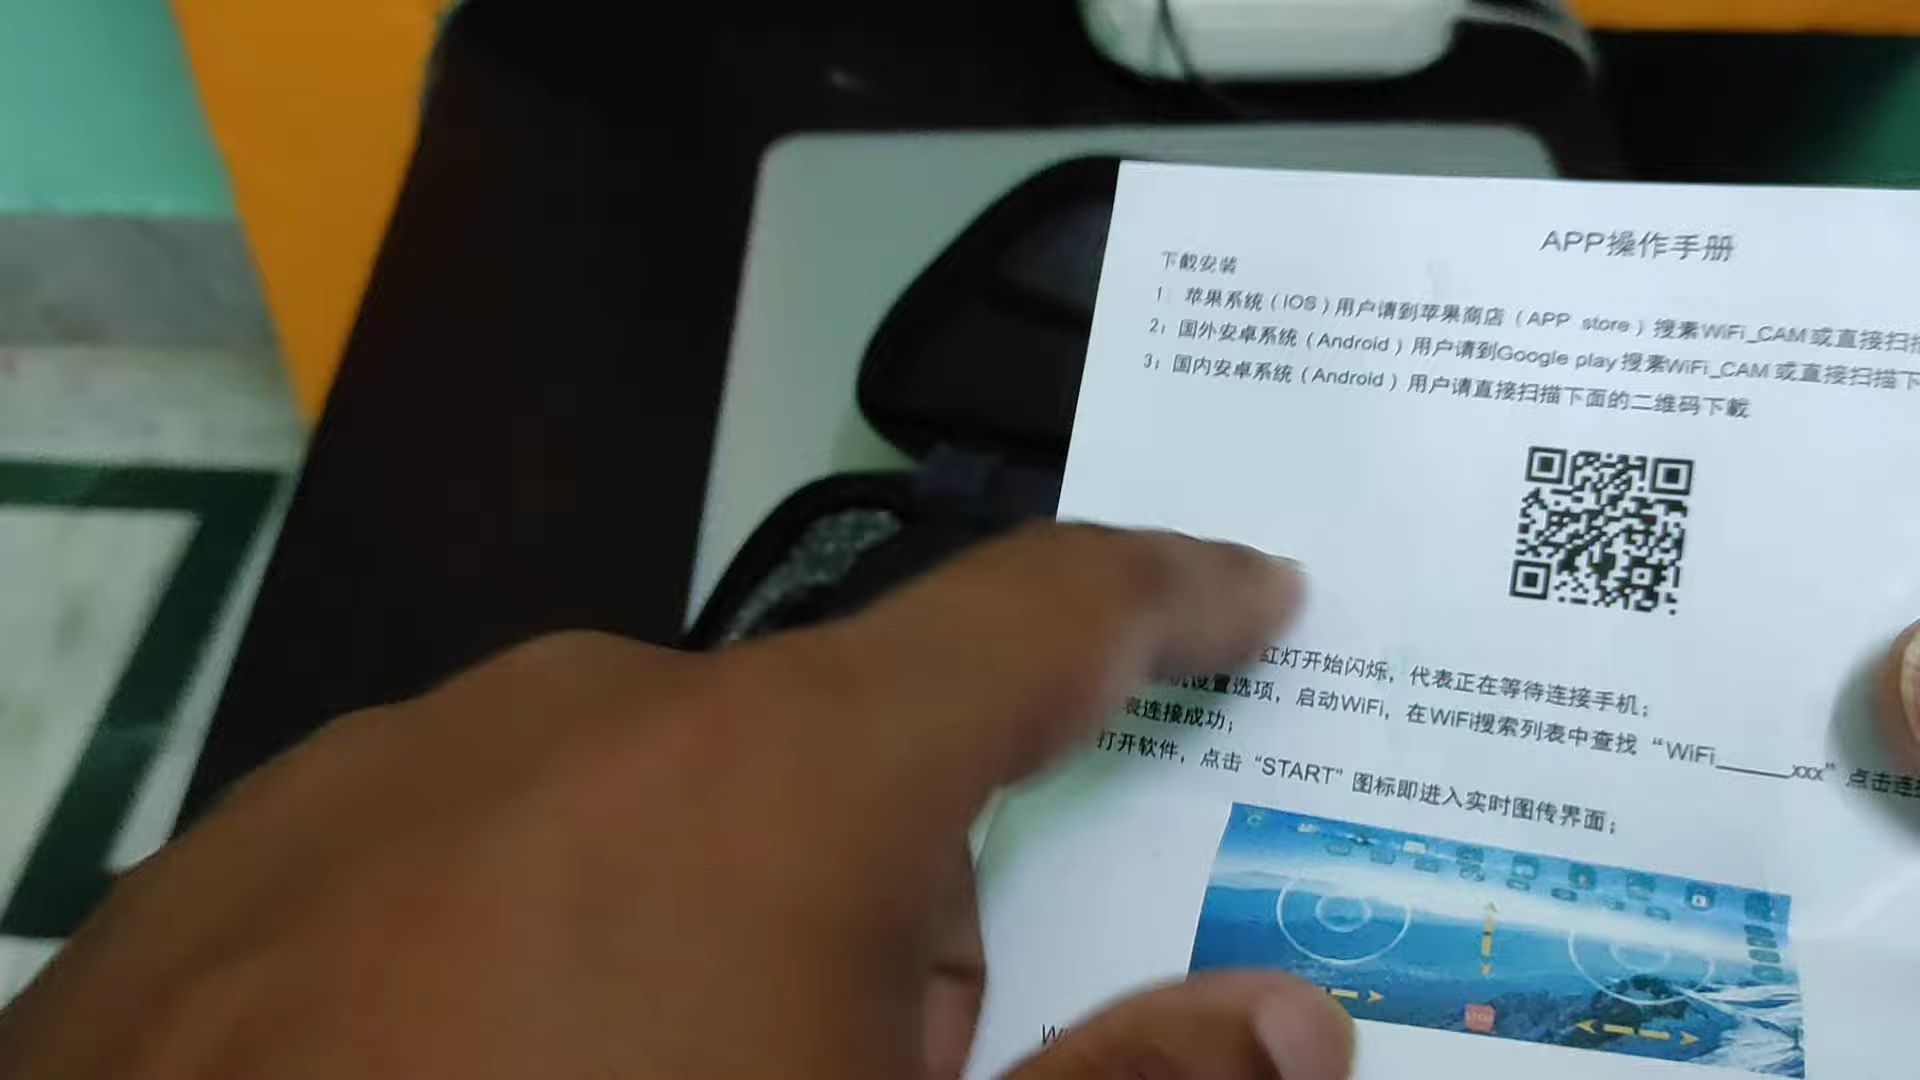 APP操作手册
下载安装
1 苹果系统（IOS）用户请到苹果商店（APP store）搜素WiFi_CAM或直接扫
2：国外安卓系统（Android）用户请到Google play搜素WiFi_CAM或直接扫描下
3：国内安卓系统（Android）用户请直接扫描下面的二维码下载
红灯开始闪烁，代表正在等待连接手机；
机设置选项，启动WiFi，在WiFi搜索列表中查找“WiFi_____xxx”点击连
表连接成功；
打开软件，点击“START”图标即进入实时图传界面；
STOP